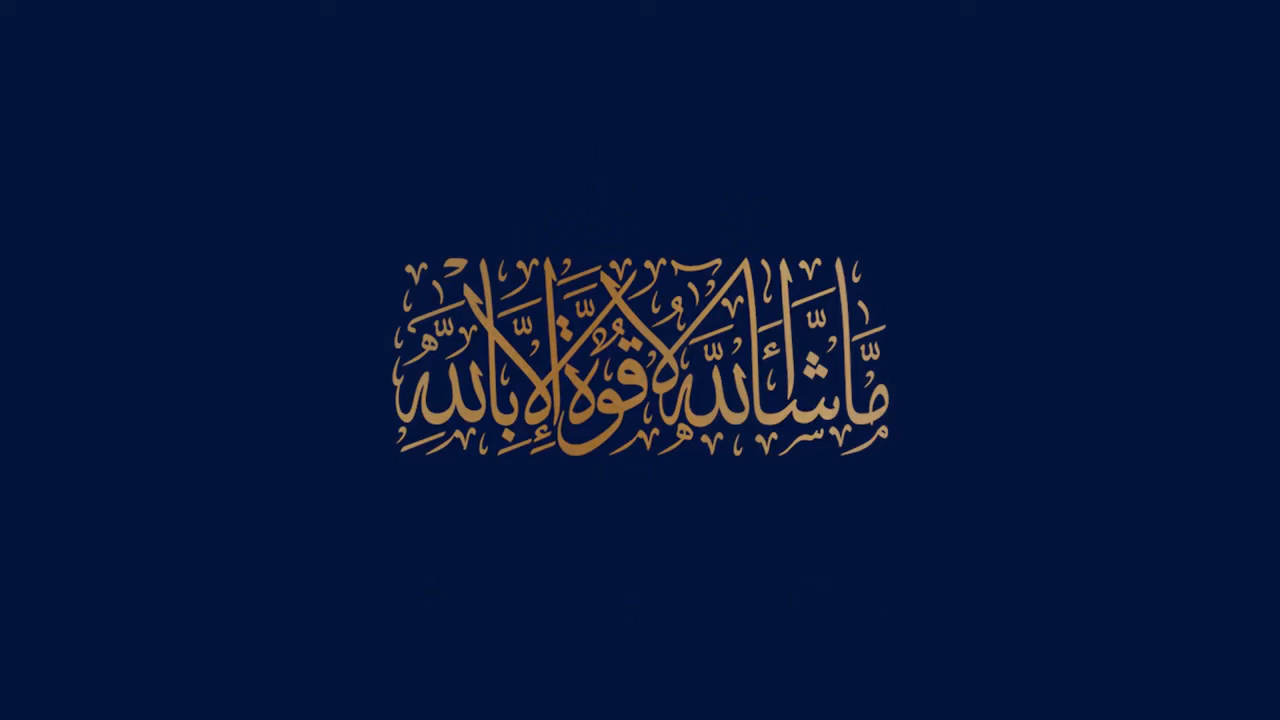 مَّا شَّاءَ اللَّهُ لَا قُوَّةَ إِلَّا بِاللَّهِ